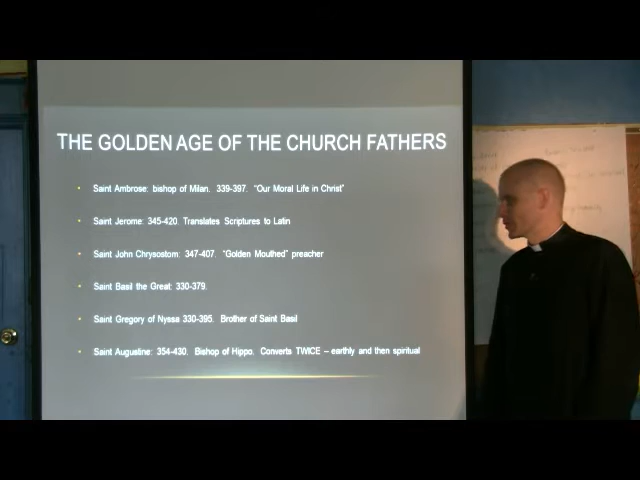 THE GOLDEN AGE OF THE CHURCH FATHERS
• Saint Ambrose: bishop of Milan. 339-397. “Our Moral Life in Christ”
• Saint Jerome: 345-420. Translates Scriptures to Latin
• Saint John Chrysostom: 347-407. “Golden Mouthed” preacher
• Saint Basil the Great: 330-379.
• Saint Gregory of Nyssa 330-395. Brother of Saint Basil
• Saint Augustine: 354-430. Bishop of Hippo. Converts TWICE – earthly and then spiritual